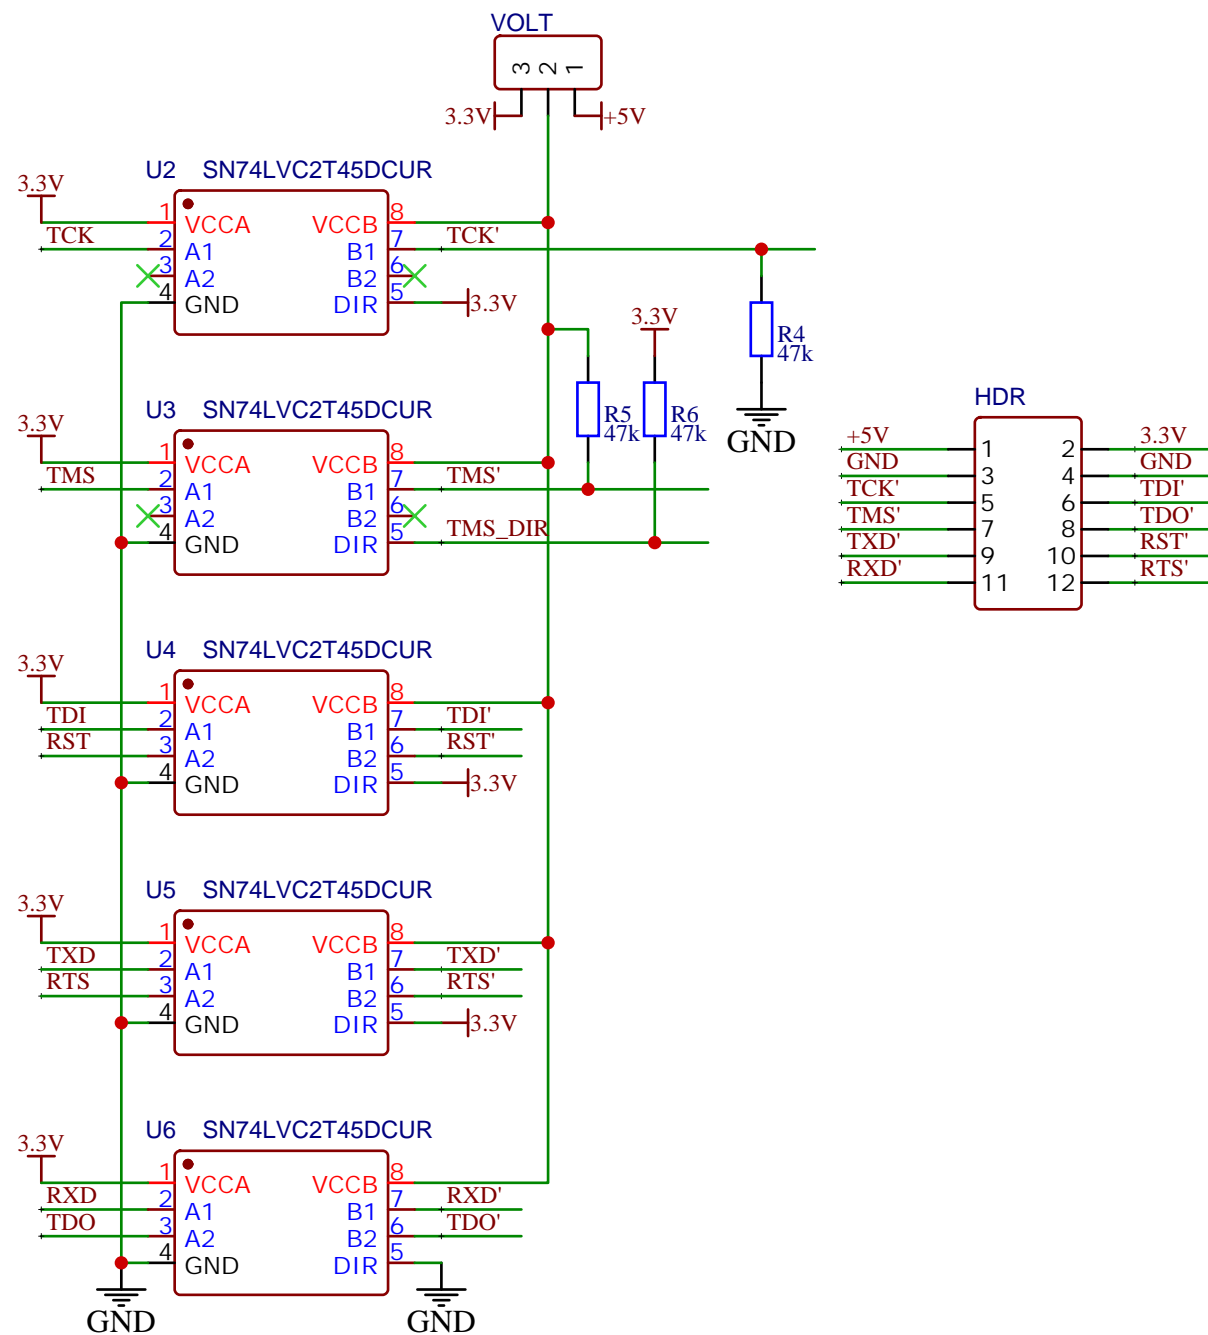 VOLT
3 2 1
3.3V +5V
U2 SN74LVC2T45DCUR
3.3V
1 VCCA VCCB 8
TCK 2 A1 B1 7 TCK'
3 A2 B2 6
4 GND DIR 5 3.3V
3.3V
R4
47k
GND
U3 SN74LVC2T45DCUR
3.3V
R5
47k
R6
47k
1 VCCA VCCB 8
TMS 2 A1 B1 7 TMS'
3 A2 B2 6
4 GND DIR 5 TMS_DIR
HDR
+5V 1 2 3.3V
GND 3 4 GND
TCK' 5 6 TDI'
TMS' 7 8 TDO'
TXD' 9 10 RST'
RXD' 11 12 RTS'
U4 SN74LVC2T45DCUR
3.3V
1 VCCA VCCB 8
TDI 2 A1 B1 7 TDI'
RST 3 A2 B2 6 RST'
4 GND DIR 5 3.3V
U5 SN74LVC2T45DCUR
3.3V
1 VCCA VCCB 8
TXD 2 A1 B1 7 TXD'
RTS 3 A2 B2 6 RTS'
4 GND DIR 5 3.3V
U6 SN74LVC2T45DCUR
3.3V
1 VCCA VCCB 8
RXD 2 A1 B1 7 RXD'
TDO 3 A2 B2 6 TDO'
4 GND DIR 5
GND GND